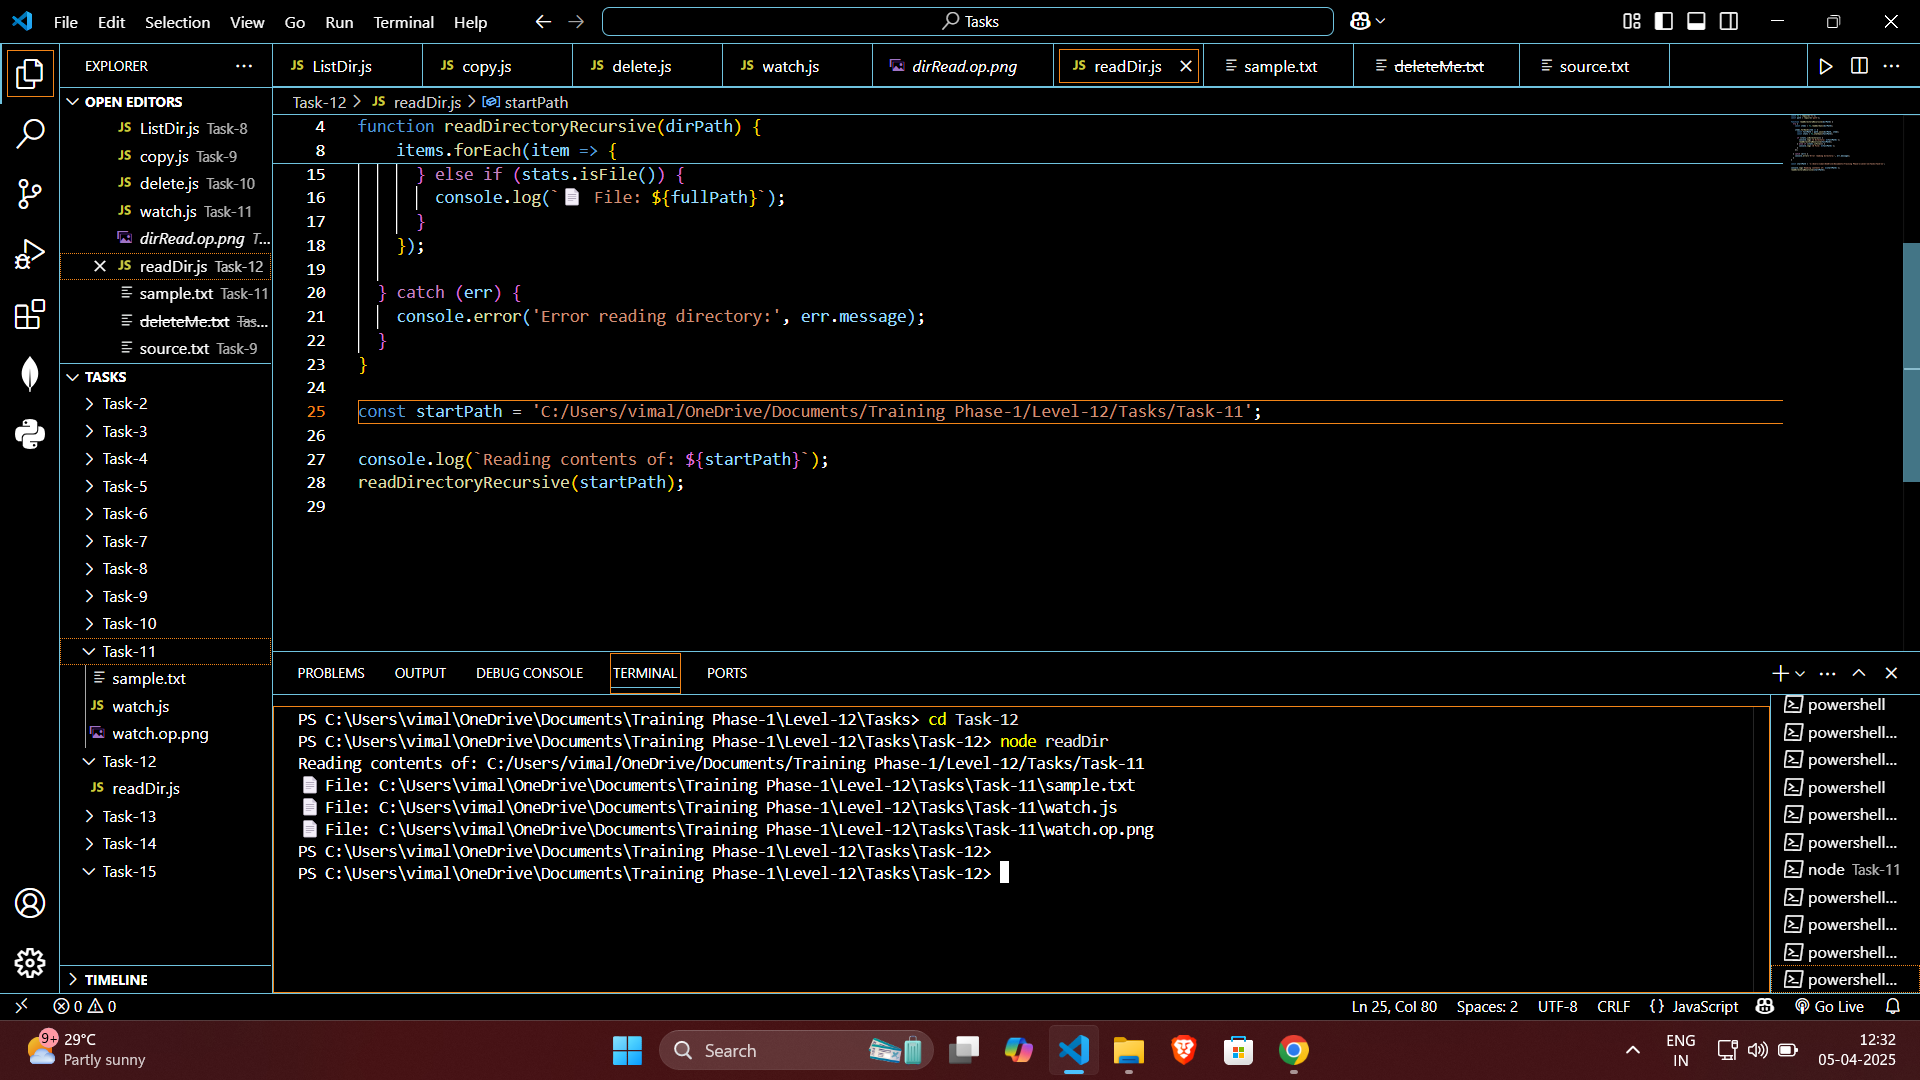 File Edit Selection View Go Run Terminal Help
Tasks
EXPLORER
OPEN EDITORS
JS ListDir.js Task-8
JS copy.js Task-9
JS delete.js Task-10
JS watch.js Task-11
dirRead.op.png T...
JS readDir.js Task-12
sample.txt Task-11
deleteMe.txt Tas...
source.txt Task-9
TASKS
Task-2
Task-3
Task-4
Task-5
Task-6
Task-7
Task-8
Task-9
Task-10
Task-11
sample.txt
JS watch.js
watch.op.png
Task-12
JS readDir.js
Task-13
Task-14
Task-15
TIMELINE
JS ListDir.js JS copy.js JS delete.js JS watch.js dirRead.op.png JS readDir.js sample.txt deleteMe.txt source.txt
Task-12 > JS readDir.js > startPath
4 function readDirectoryRecursive(dirPath) {
8 items.forEach(item => {
15 } else if (stats.isFile()) {
16 console.log(`📄 File: ${fullPath}`);
17 }
18 });
19
20 } catch (err) {
21 console.error('Error reading directory:', err.message);
22 }
23 }
24
25 const startPath = 'C:/Users/vimal/OneDrive/Documents/Training Phase-1/Level-12/Tasks/Task-11';
26
27 console.log(`Reading contents of: ${startPath}`);
28 readDirectoryRecursive(startPath);
29
PROBLEMS OUTPUT DEBUG CONSOLE TERMINAL PORTS
PS C:\Users\vimal\OneDrive\Documents\Training Phase-1\Level-12\Tasks> cd Task-12
PS C:\Users\vimal\OneDrive\Documents\Training Phase-1\Level-12\Tasks\Task-12> node readDir
Reading contents of: C:/Users/vimal/OneDrive/Documents/Training Phase-1/Level-12/Tasks/Task-11
📄 File: C:\Users\vimal\OneDrive\Documents\Training Phase-1\Level-12\Tasks\Task-11\sample.txt
📄 File: C:\Users\vimal\OneDrive\Documents\Training Phase-1\Level-12\Tasks\Task-11\watch.js
📄 File: C:\Users\vimal\OneDrive\Documents\Training Phase-1\Level-12\Tasks\Task-11\watch.op.png
PS C:\Users\vimal\OneDrive\Documents\Training Phase-1\Level-12\Tasks\Task-12>
PS C:\Users\vimal\OneDrive\Documents\Training Phase-1\Level-12\Tasks\Task-12>
powershell
powershell...
powershell...
powershell
powershell...
powershell...
node Task-11
powershell...
powershell...
powershell...
powershell...
0 0
Ln 25, Col 80 Spaces: 2 UTF-8 CRLF {} JavaScript Go Live
9+ 29°C
Partly sunny
Search
ENG
IN
12:32
05-04-2025